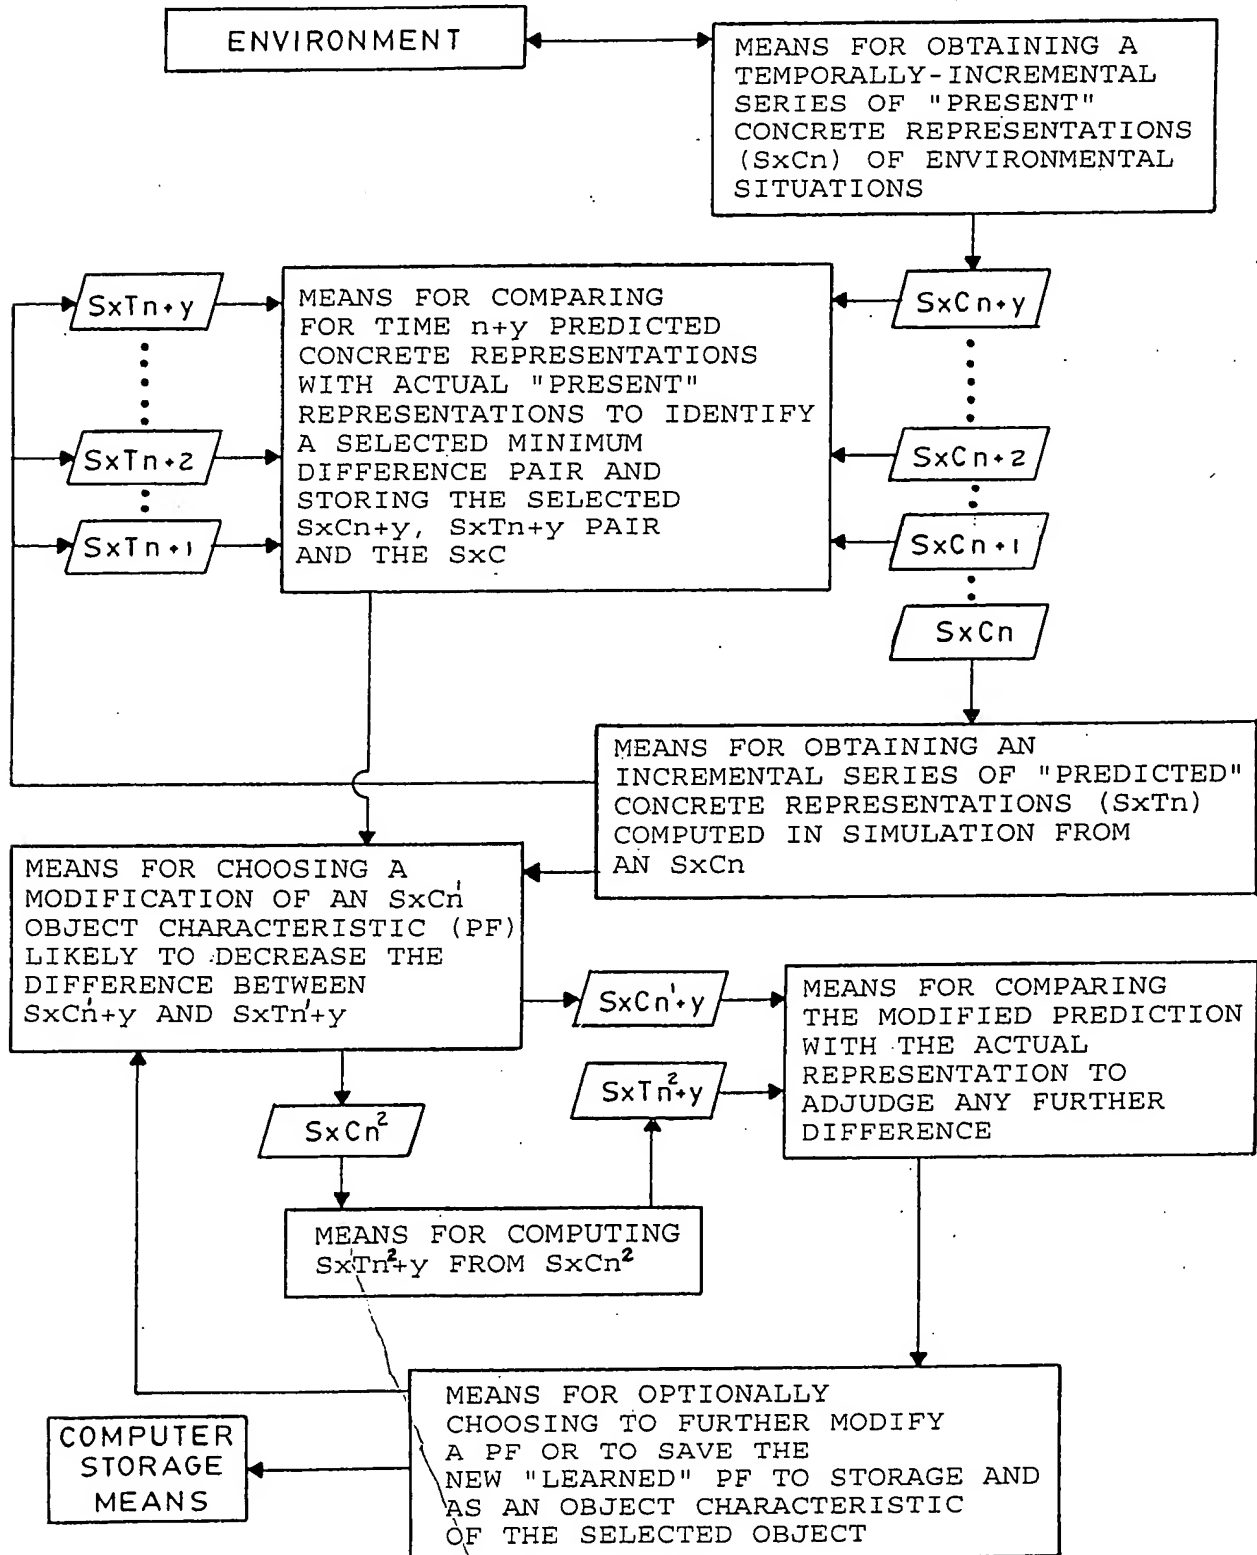 ENVIRONMENT
MEANS FOR OBTAINING A
TEMPORALLY-INCREMENTAL
SERIES OF "PRESENT"
CONCRETE REPRESENTATIONS
(SxCn) OF ENVIRONMENTAL
SITUATIONS
SxTn+y
SxTn+2
SxTn+1
MEANS FOR COMPARING
FOR TIME n+y PREDICTED
CONCRETE REPRESENTATIONS
WITH ACTUAL "PRESENT"
REPRESENTATIONS TO IDENTIFY
A SELECTED MINIMUM
DIFFERENCE PAIR AND
STORING THE SELECTED
SxCn+y, SxTn+y PAIR
AND THE SxC
SxCn+y
SxCn+2
SxCn+1
SxCn
MEANS FOR OBTAINING AN
INCREMENTAL SERIES OF "PREDICTED"
CONCRETE REPRESENTATIONS (SxTn)
COMPUTED IN SIMULATION FROM
AN SxCn
MEANS FOR CHOOSING A
MODIFICATION OF AN SxCn¹
OBJECT CHARACTERISTIC (PF)
LIKELY TO DECREASE THE
DIFFERENCE BETWEEN
SxCn¹+y AND SxTn¹+y
SxCn¹+y
SxTn²+y
MEANS FOR COMPARING
THE MODIFIED PREDICTION
WITH THE ACTUAL
REPRESENTATION TO
ADJUDGE ANY FURTHER
DIFFERENCE
SxCn²
MEANS FOR COMPUTING
SxTn²+y FROM SxCn²
MEANS FOR OPTIONALLY
CHOOSING TO FURTHER MODIFY
A PF OR TO SAVE THE
NEW "LEARNED" PF TO STORAGE AND
AS AN OBJECT CHARACTERISTIC
OF THE SELECTED OBJECT
COMPUTER
STORAGE
MEANS